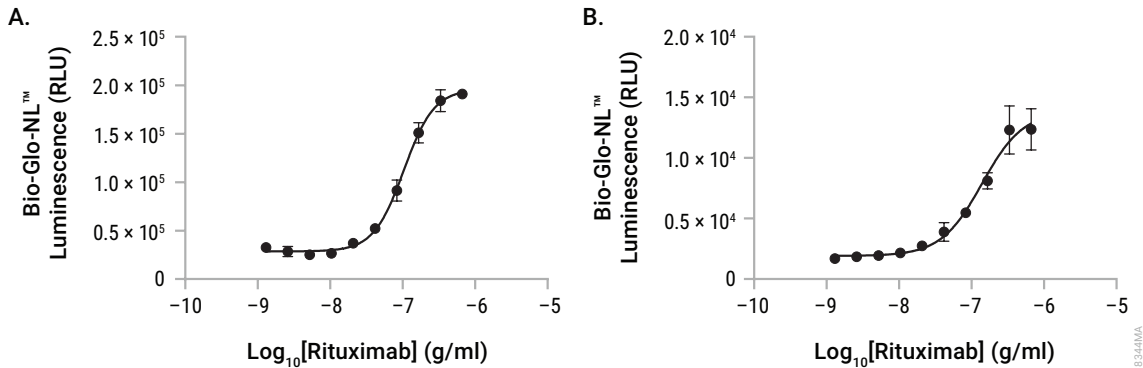 A.
Bio-Glo-NL™
Luminescence (RLU)
2.5 × 10⁵
2.0 × 10⁵
1.5 × 10⁵
1.0 × 10⁵
0.5 × 10⁵
0
−10
−9
−8
−7
−6
−5
Log₁₀[Rituximab] (g/ml)
B.
Bio-Glo-NL™
Luminescence (RLU)
2.0 × 10⁴
1.5 × 10⁴
1.0 × 10⁴
0.5 × 10⁴
0
−10
−9
−8
−7
−6
−5
Log₁₀[Rituximab] (g/ml)
8344MA